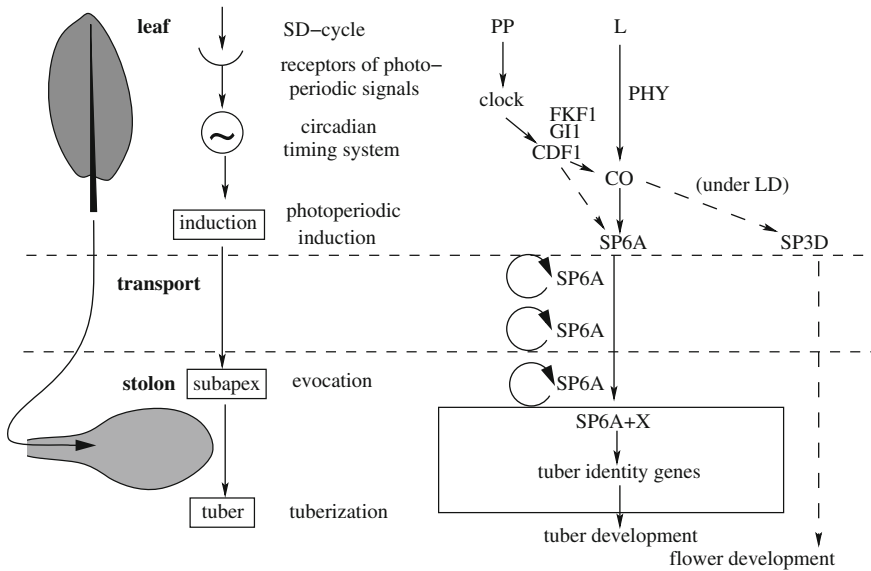 leaf
SD–cycle
receptors of photo–
periodic signals
circadian
timing system
~
induction
photoperiodic
induction
transport
stolon
subapex
evocation
tuber
tuberization
PP
L
PHY
clock
FKF1
GI1
CDF1
CO
(under LD)
SP6A
SP3D
SP6A
SP6A
SP6A
SP6A+X
tuber identity genes
tuber development
flower development